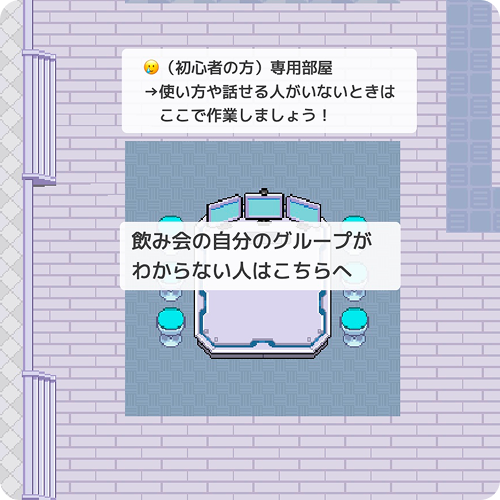 🥲（初心者の方）専用部屋
→使い方や話せる人がいないときは
ここで作業しましょう！
飲み会の自分のグループが
わからない人はこちらへ